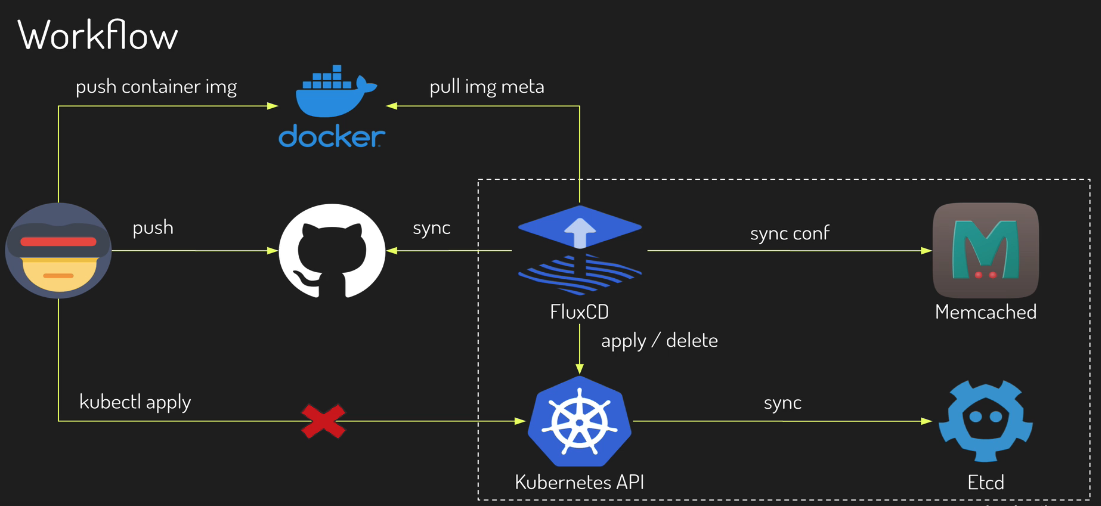 Workflow
push container img
pull img meta
docker
push
sync
sync conf
FluxCD
Memcached
apply / delete
kubectl apply
sync
Kubernetes API
Etcd